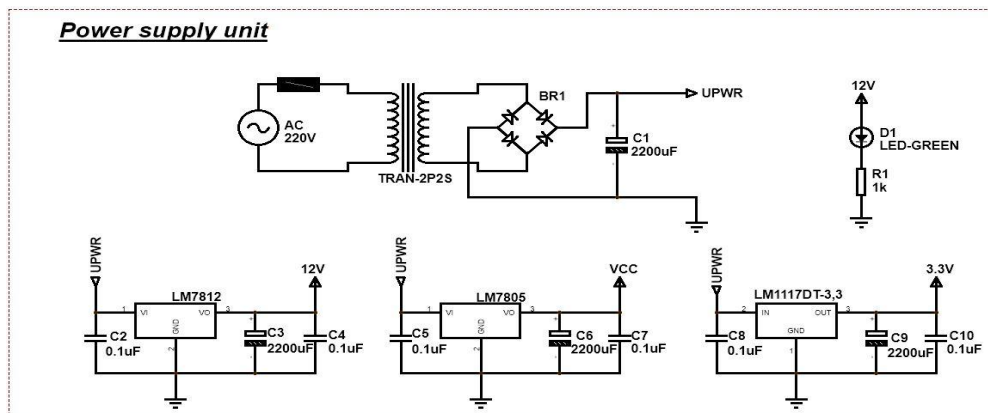 Power supply unit
BR1
UPWR
12V
AC
220V
C1
2200uF
D1
LED-GREEN
TRAN-2P2S
R1
1k
UPWR
12V
UPWR
VCC
UPWR
3.3V
LM7812
LM7805
LM1117DT-3,3
1 VI VO 3
1 VI VO 3
2 IN OUT 3
GND
GND
GND
C2
0.1uF
2
C3
2200uF
C4
0.1uF
C5
0.1uF
2
C6
2200uF
C7
0.1uF
C8
0.1uF
1
C9
2200uF
C10
0.1uF